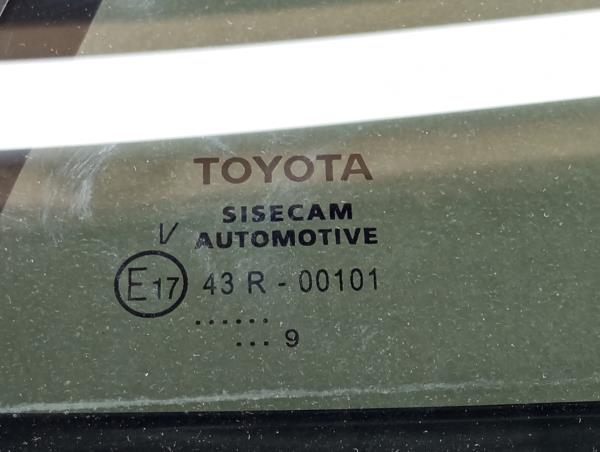 TOYOTA
SISECAM
V AUTOMOTIVE
E17 43 R - 00101
......
... 9